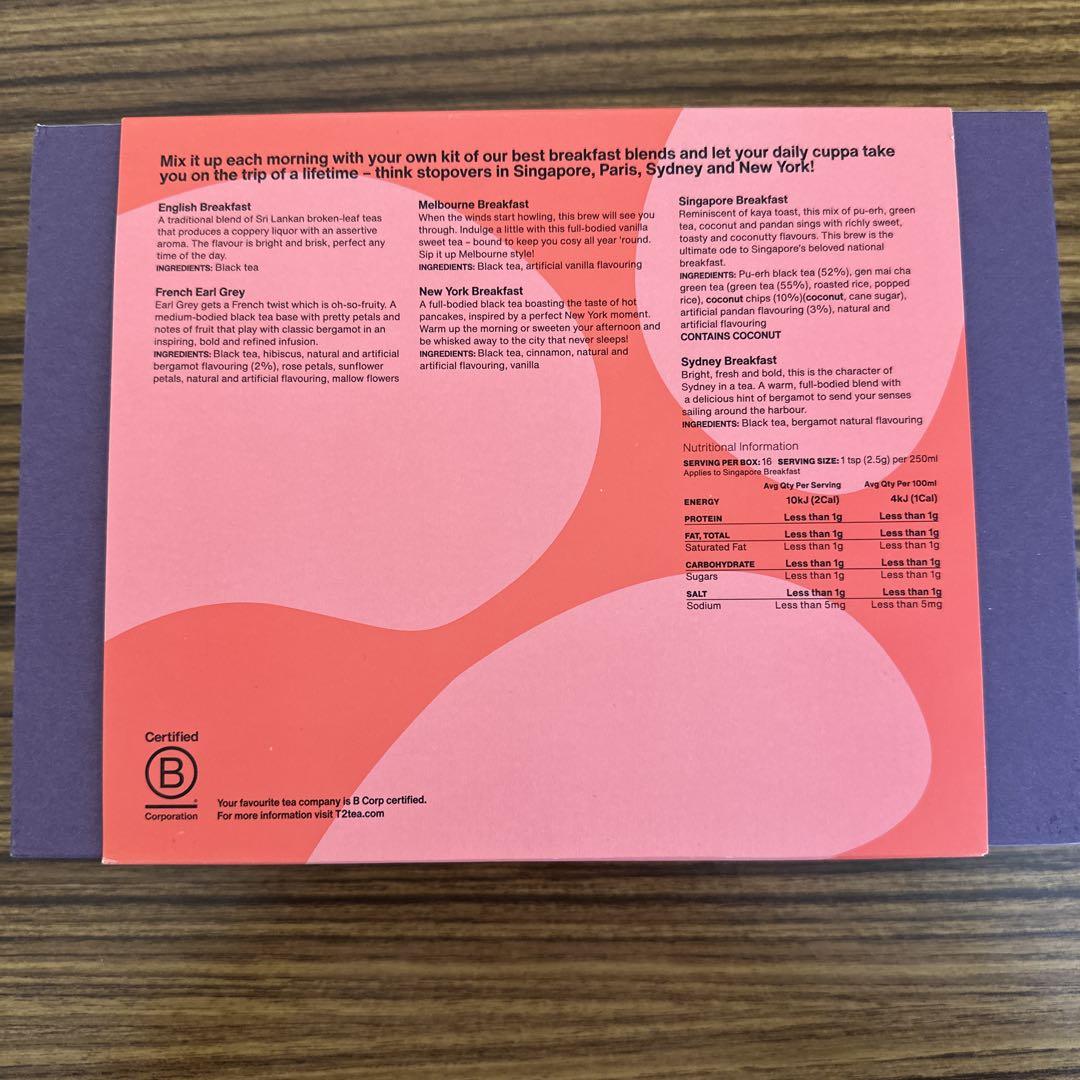 Mix it up each morning with your own kit of our best breakfast blends and let your daily cuppa take
you on the trip of a lifetime – think stopovers in Singapore, Paris, Sydney and New York!
English Breakfast
A traditional blend of Sri Lankan broken-leaf teas
that produces a coppery liquor with an assertive
aroma. The flavour is bright and brisk, perfect any
time of the day.
INGREDIENTS: Black tea
French Earl Grey
Earl Grey gets a French twist which is oh-so-fruity. A
medium-bodied black tea base with pretty petals and
notes of fruit that play with classic bergamot in an
inspiring, bold and refined infusion.
INGREDIENTS: Black tea, hibiscus, natural and artificial
bergamot flavouring (2%), rose petals, sunflower
petals, natural and artificial flavouring, mallow flowers
Melbourne Breakfast
When the winds start howling, this brew will see you
through. Indulge a little with this full-bodied vanilla
sweet tea – bound to keep you cosy all year 'round.
Sip it up Melbourne style!
INGREDIENTS: Black tea, artificial vanilla flavouring
New York Breakfast
A full-bodied black tea boasting the taste of hot
pancakes, inspired by a perfect New York moment.
Warm up the morning or sweeten your afternoon and
be whisked away to the city that never sleeps!
INGREDIENTS: Black tea, cinnamon, natural and
artificial flavouring, vanilla
Singapore Breakfast
Reminiscent of kaya toast, this mix of pu-erh, green
tea, coconut and pandan sings with richly sweet,
toasty and coconutty flavours. This brew is the
ultimate ode to Singapore's beloved national
breakfast.
INGREDIENTS: Pu-erh black tea (52%), gen mai cha
green tea (green tea (55%), roasted rice, popped
rice), coconut chips (10%)(coconut, cane sugar),
artificial pandan flavouring (3%), natural and
artificial flavouring
CONTAINS COCONUT
Sydney Breakfast
Bright, fresh and bold, this is the character of
Sydney in a tea. A warm, full-bodied blend with
a delicious hint of bergamot to send your senses
sailing around the harbour.
INGREDIENTS: Black tea, bergamot natural flavouring
Nutritional Information
SERVING PER BOX: 16 SERVING SIZE: 1 tsp (2.5g) per 250ml
Applies to Singapore Breakfast
Avg Qty Per Serving Avg Qty Per 100ml
ENERGY 10kJ (2Cal) 4kJ (1Cal)
PROTEIN Less than 1g Less than 1g
FAT, TOTAL Less than 1g Less than 1g
Saturated Fat Less than 1g Less than 1g
CARBOHYDRATE Less than 1g Less than 1g
Sugars Less than 1g Less than 1g
SALT Less than 1g Less than 1g
Sodium Less than 5mg Less than 5mg
Certified
B
Corporation
Your favourite tea company is B Corp certified.
For more information visit T2tea.com